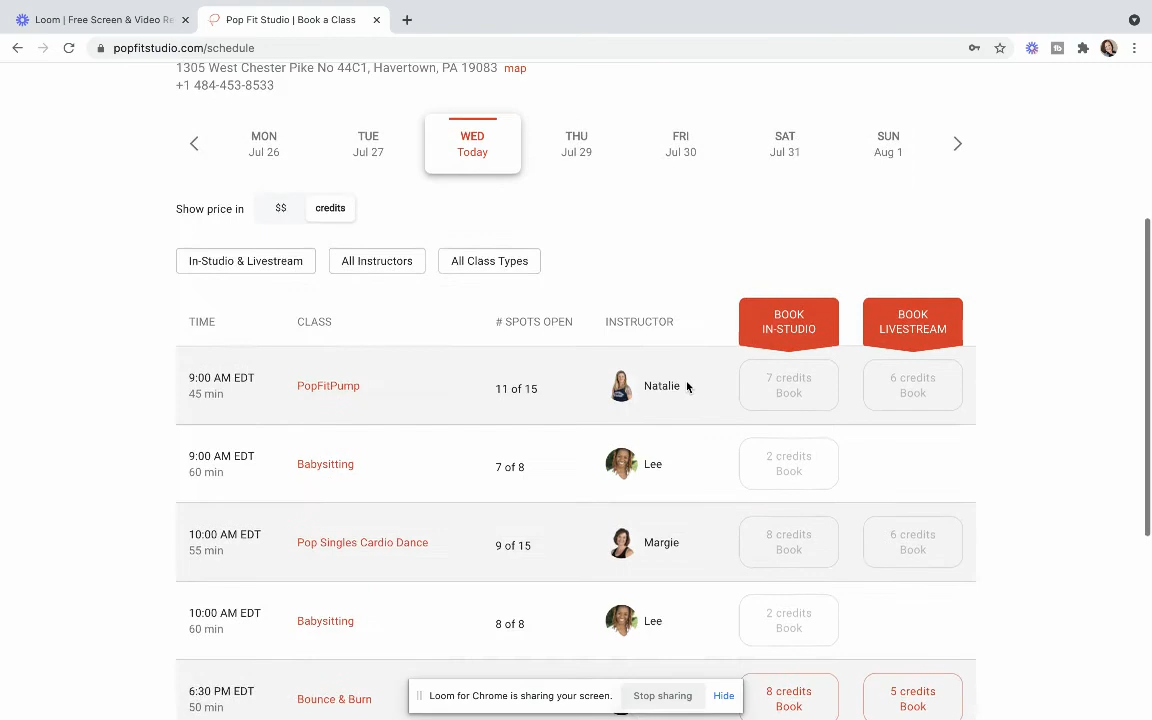 Loom | Free Screen & Video Re
Pop Fit Studio | Book a Class
popfitstudio.com/schedule
1305 West Chester Pike No 44C1, Havertown, PA 19083 map
+1 484-453-8533
MON TUE WED THU FRI SAT SUN
Jul 26 Jul 27 Today Jul 29 Jul 30 Jul 31 Aug 1
Show price in $$ credits
In-Studio & Livestream All Instructors All Class Types
TIME CLASS # SPOTS OPEN INSTRUCTOR BOOK IN-STUDIO BOOK LIVESTREAM
9:00 AM EDT
45 min
PopFitPump
11 of 15
Natalie
7 credits
Book
6 credits
Book
9:00 AM EDT
60 min
Babysitting
7 of 8
Lee
2 credits
Book
10:00 AM EDT
55 min
Pop Singles Cardio Dance
9 of 15
Margie
8 credits
Book
6 credits
Book
10:00 AM EDT
60 min
Babysitting
8 of 8
Lee
2 credits
Book
6:30 PM EDT
50 min
Bounce & Burn
8 credits
Book
5 credits
Book
Loom for Chrome is sharing your screen. Stop sharing Hide